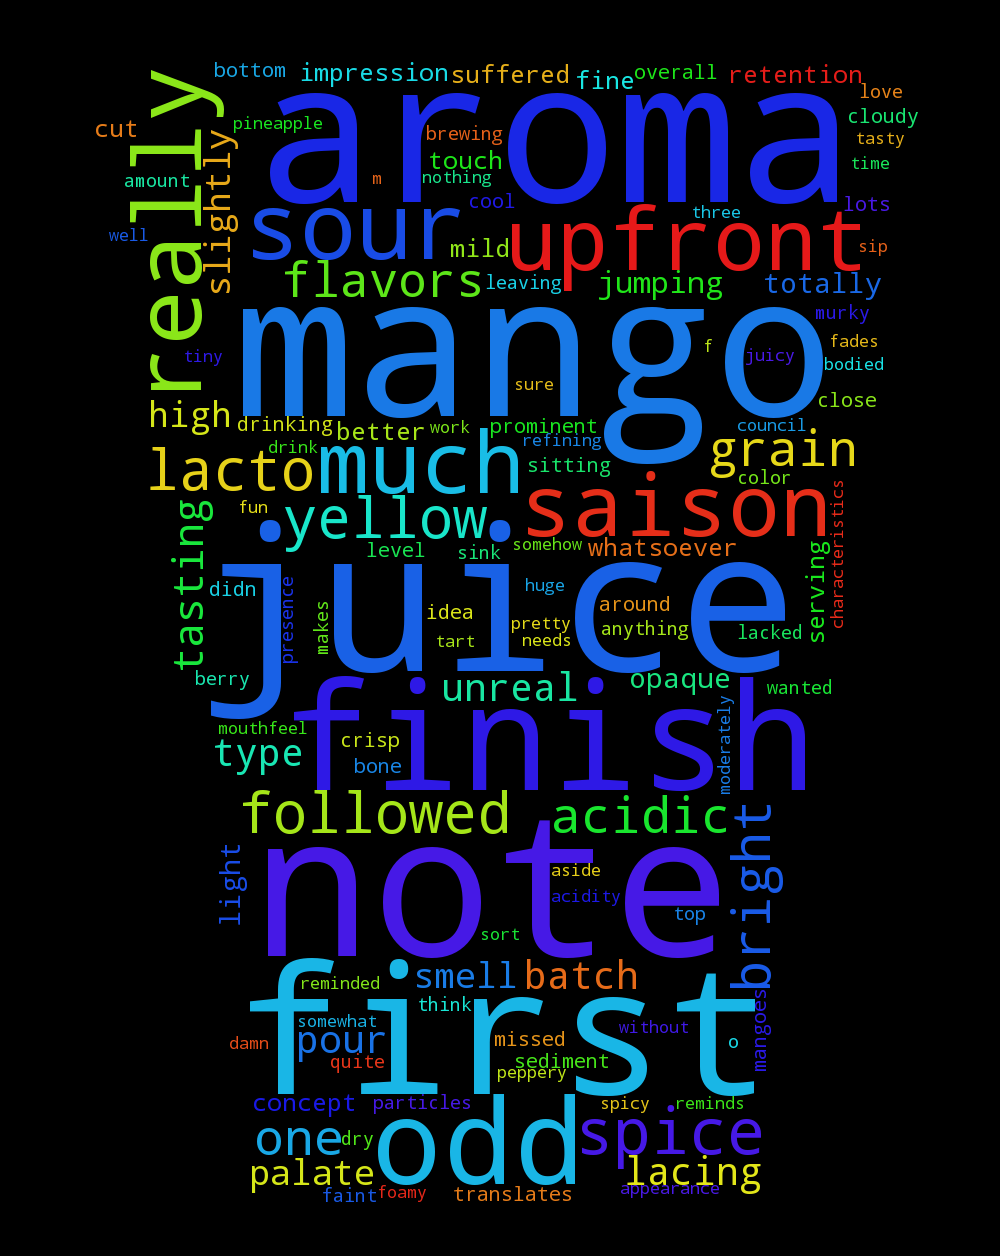 bottom impression suffered fine overall retention
love
cut pineapple aroma cloudy
really slightly brewing tasty
touch time
amount m nothing
cool three lots
well sour mild upfront sip
flavors leaving jumping totally
mango murky
tiny f juicy fades
bodied
sure
high close
drinking better work prominent council
drink much refining grain
lacto sitting color
fun yellow saison characteristics
tasting level sink somehow whatsoever serving
didn juice huge
presence makes idea around
pretty anything lacked
tart needs
berry unreal opaque wanted
mouthfeel finish moderately
type crisp
bone
followed acidic bright
light note aside
acidity
top
sort
reminded smell batch
first think
somewhat without mangoes
damn pour missed o
quite sediment
peppery
concept particles spicy reminds
one dry odd spice
palate lacing
faint foamy translates appearance